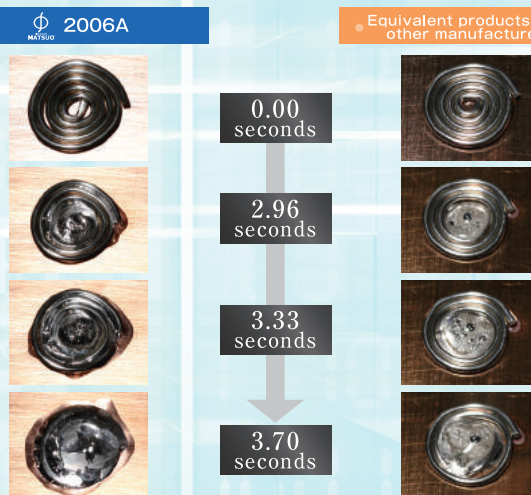 MATSUO
2006A
Equivalent products
other manufacture
0.00
seconds
2.96
seconds
3.33
seconds
3.70
seconds